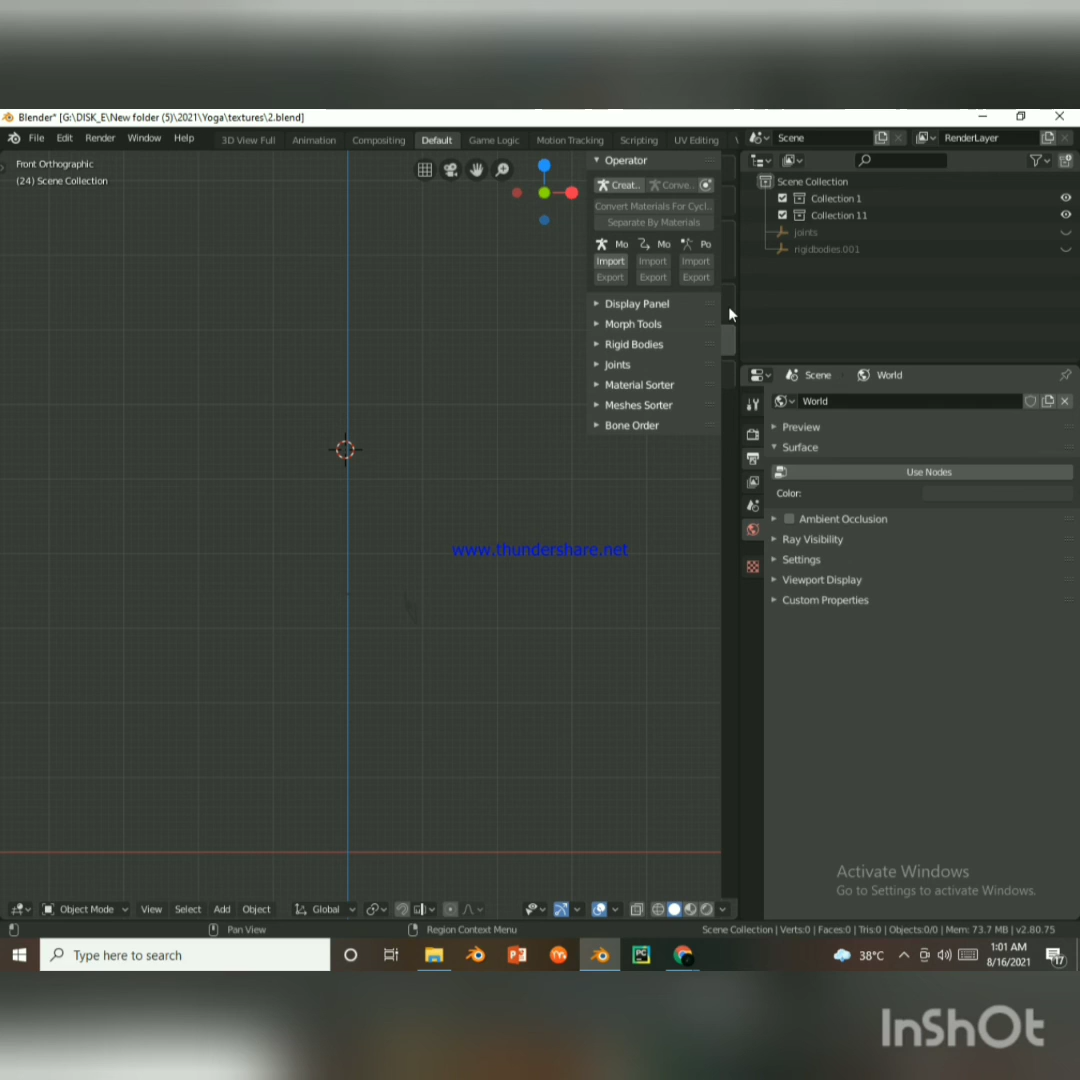 Blender* [G:\DISK_E\New folder (5)\2021\Yoga\textures\2.blend]
File Edit Render Window Help 3D View Full Animation Compositing Default Game Logic Motion Tracking Scripting UV Editing Scene RenderLayer
Front Orthographic
(24) Scene Collection
Operator
Creat..
Conve..
Convert Materials For Cycl..
Separate By Materials
Mo Mo Po
Import Import Import
Export Export Export
Display Panel
Morph Tools
Rigid Bodies
Joints
Material Sorter
Meshes Sorter
Bone Order
Scene Collection
Collection 1
Collection 11
joints
rigidbodies.001
Scene World
World
Preview
Surface
Use Nodes
Color:
Ambient Occlusion
Ray Visibility
Settings
Viewport Display
Custom Properties
www.thundershare.net
Activate Windows
Go to Settings to activate Windows.
Object Mode View Select Add Object Global
Pan View Region Context Menu Scene Collection | Verts:0 | Faces:0 | Tris:0 | Objects:0/0 | Mem: 73.7 MB | v2.80.75
Type here to search 38°C 1:01 AM
8/16/2021
17
InShOt